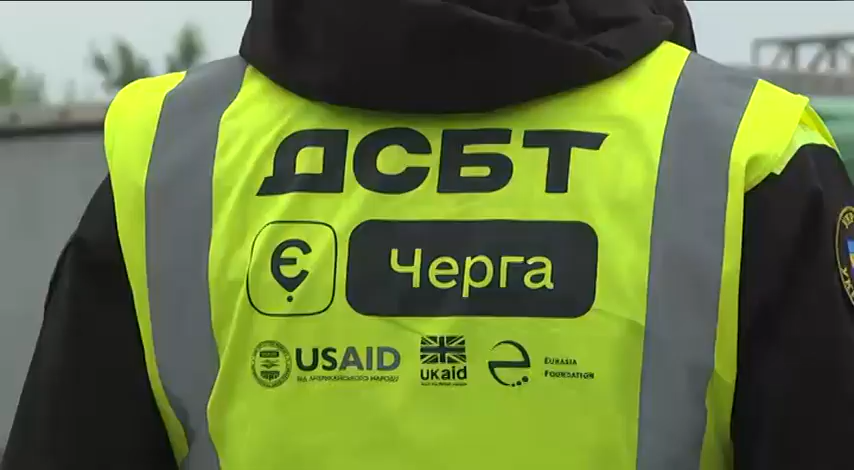 ДСБТ
є Черга
USAID
ВІД АМЕРИКАНСЬКОГО НАРОДУ
UKaid
EURASIA
FOUNDATION